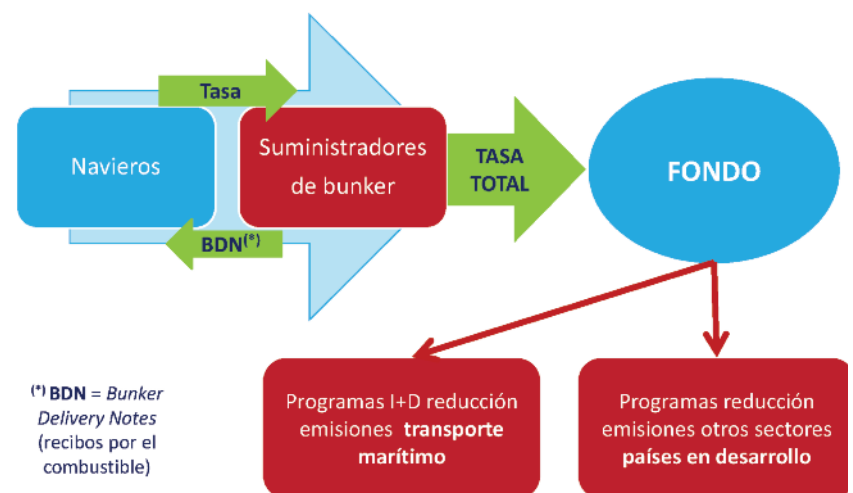 Tasa
Navieros
Suministradores
de bunker
TASA
TOTAL
FONDO
BDN(*)
(*) BDN = Bunker
Delivery Notes
(recibos por el
combustible)
Programas I+D reducción
emisiones transporte
marítimo
Programas reducción
emisiones otros sectores
países en desarrollo